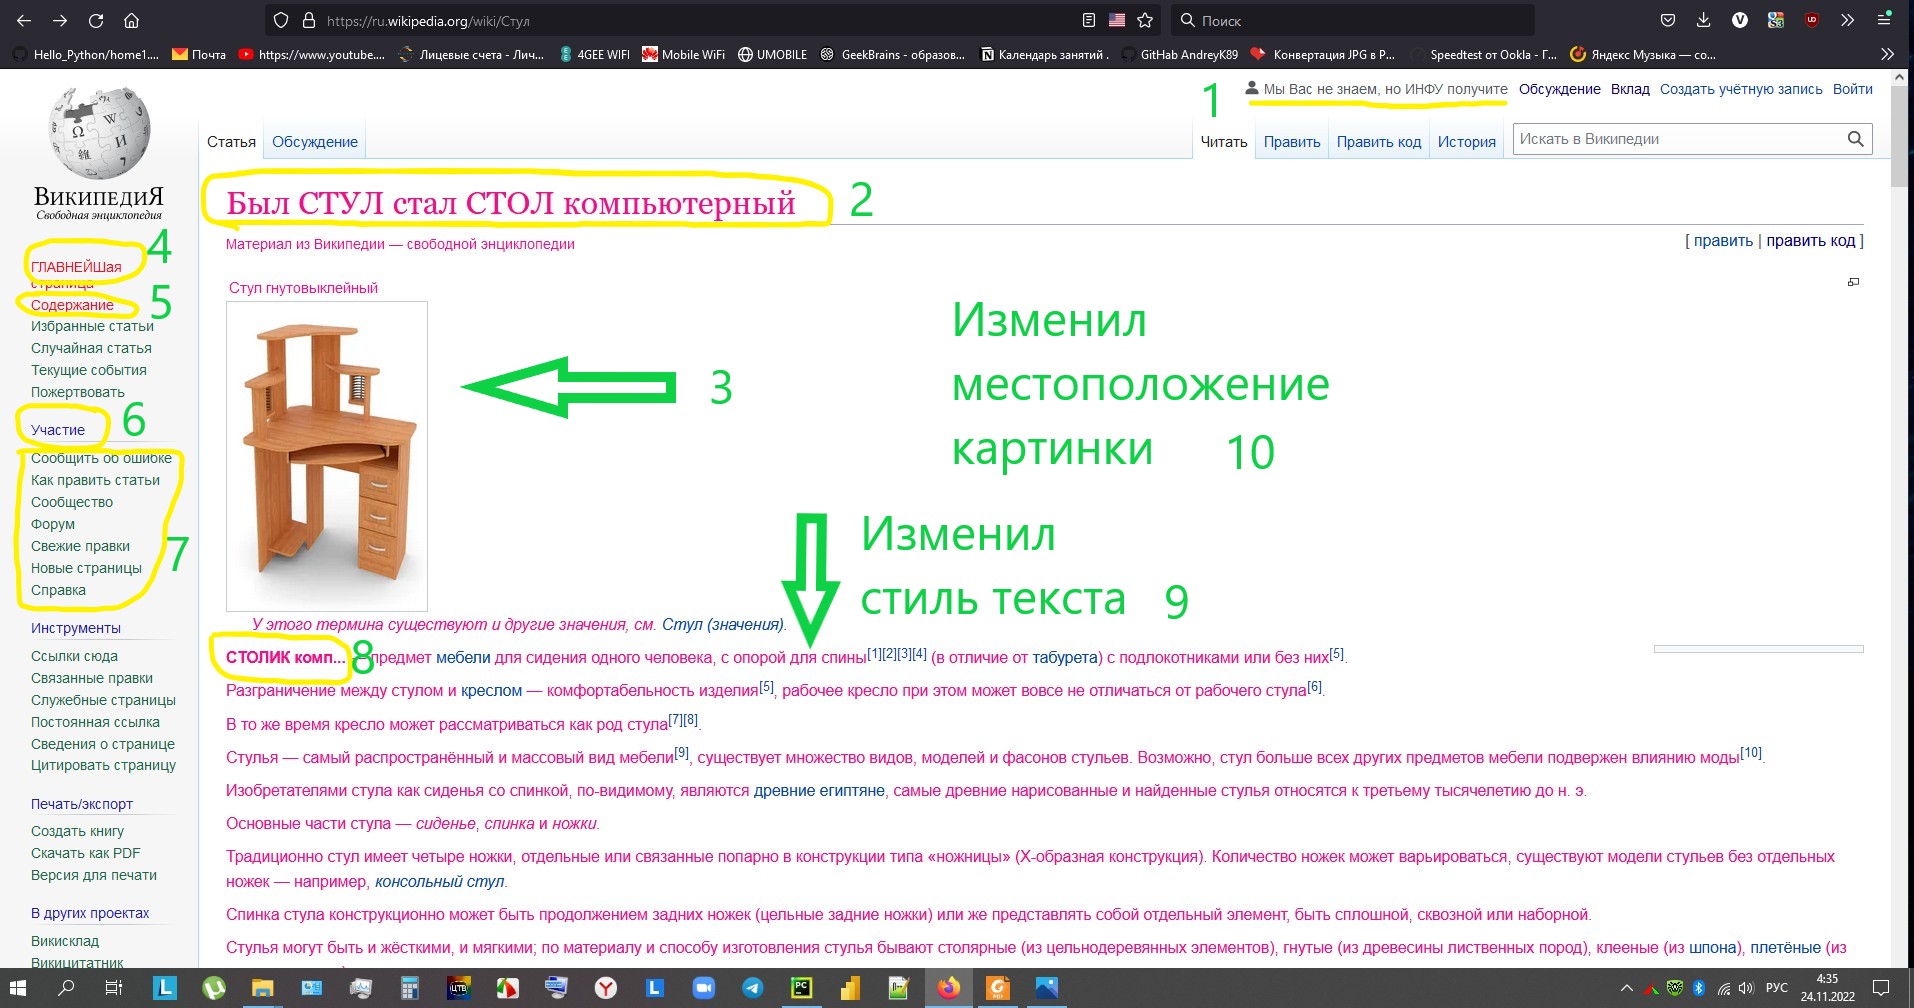 https://ru.wikipedia.org/wiki/Стул
Поиск
Hello_Python/home1....
Почта
https://www.youtube....
Лицевые счета - Лич...
4GEE WIFI
Mobile WiFi
UMOBILE
GeekBrains - образов...
Календарь занятий .
GitHab AndreyK89
Конвертация JPG в P...
Speedtest от Ookla - Г...
Яндекс Музыка — со...
1
Мы Вас не знаем, но ИНФУ получите Обсуждение Вклад Создать учётную запись Войти
Статья Обсуждение
Читать Править Править код История
Искать в Википедии
ВИКИПЕДИЯ
Свободная энциклопедия
Был СТУЛ стал СТОЛ компьютерный 2
Материал из Википедии — свободной энциклопедии
[ править | править код ]
4
ГЛАВНЕЙШая
страница
Содержание 5
Избранные статьи
Случайная статья
Текущие события
Пожертвовать
Участие 6
Сообщить об ошибке
Как править статьи
Сообщество
Форум
Свежие правки
Новые страницы
Справка
7
Инструменты
Ссылки сюда
Связанные правки
Служебные страницы
Постоянная ссылка
Сведения о странице
Цитировать страницу
Печать/экспорт
Создать книгу
Скачать как PDF
Версия для печати
В других проектах
Викисклад
Викицитатник
Стул гнутовыклейный
3
Изменил
местоположение
картинки 10
Изменил
стиль текста 9
У этого термина существуют и другие значения, см. Стул (значения).
СТОЛИК комп... 8 предмет мебели для сидения одного человека, с опорой для спины[1][2][3][4] (в отличие от табурета) с подлокотниками или без них[5].
Разграничение между стулом и креслом — комфортабельность изделия[5], рабочее кресло при этом может вовсе не отличаться от рабочего стула[6].
В то же время кресло может рассматриваться как род стула[7][8].
Стулья — самый распространённый и массовый вид мебели[9], существует множество видов, моделей и фасонов стульев. Возможно, стул больше всех других предметов мебели подвержен влиянию моды[10].
Изобретателями стула как сиденья со спинкой, по-видимому, являются древние египтяне, самые древние нарисованные и найденные стулья относятся к третьему тысячелетию до н. э.
Основные части стула — сиденье, спинка и ножки.
Традиционно стул имеет четыре ножки, отдельные или связанные попарно в конструкции типа «ножницы» (X-образная конструкция). Количество ножек может варьироваться, существуют модели стульев без отдельных
ножек — например, консольный стул.
Спинка стула конструкционно может быть продолжением задних ножек (цельные задние ножки) или же представлять собой отдельный элемент, быть сплошной, сквозной или наборной.
Стулья могут быть и жёсткими, и мягкими; по материалу и способу изготовления стулья бывают столярные (из цельнодеревянных элементов), гнутые (из древесины лиственных пород), клееные (из шпона), плетёные (из
РУС
4:35
24.11.2022